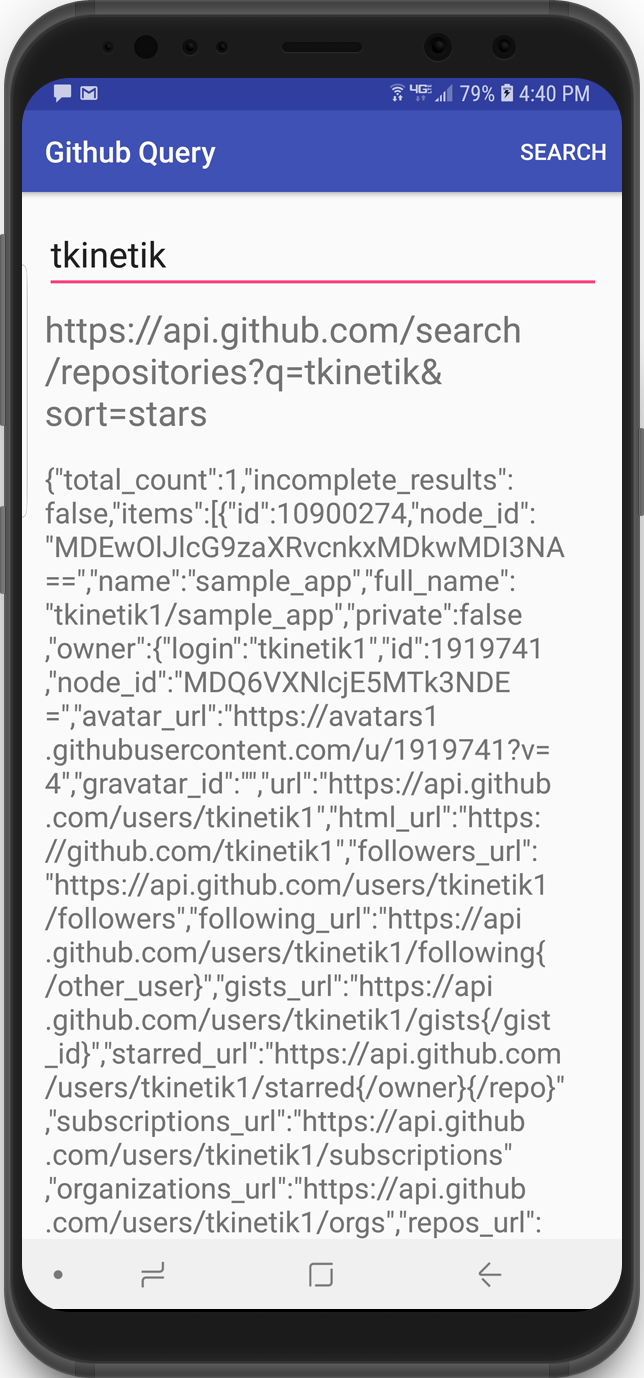 4GE 79% 4:40 PM
Github Query SEARCH
tkinetik
https://api.github.com/search
/repositories?q=tkinetik&
sort=stars
{"total_count":1,"incomplete_results":
false,"items":[{"id":10900274,"node_id":
"MDEwOlJlcG9zaXRvcnkxMDkwMDI3NA
==","name":"sample_app","full_name":
"tkinetik1/sample_app","private":false
,"owner":{"login":"tkinetik1","id":1919741
,"node_id":"MDQ6VXNlcjE5MTk3NDE
=","avatar_url":"https://avatars1
.githubusercontent.com/u/1919741?v=
4","gravatar_id":"","url":"https://api.github
.com/users/tkinetik1","html_url":"https:
//github.com/tkinetik1","followers_url":
"https://api.github.com/users/tkinetik1
/followers","following_url":"https://api
.github.com/users/tkinetik1/following{
/other_user}","gists_url":"https://api
.github.com/users/tkinetik1/gists{/gist
_id}","starred_url":"https://api.github.com
/users/tkinetik1/starred{/owner}{/repo}"
,"subscriptions_url":"https://api.github
.com/users/tkinetik1/subscriptions"
,"organizations_url":"https://api.github
.com/users/tkinetik1/orgs","repos_url":